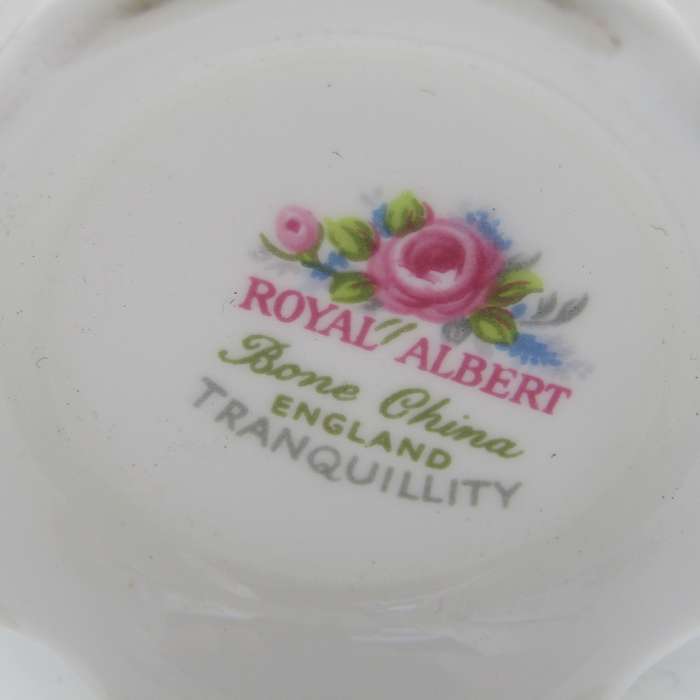 ROYAL ALBERT
Bone China
ENGLAND
TRANQUILLITY